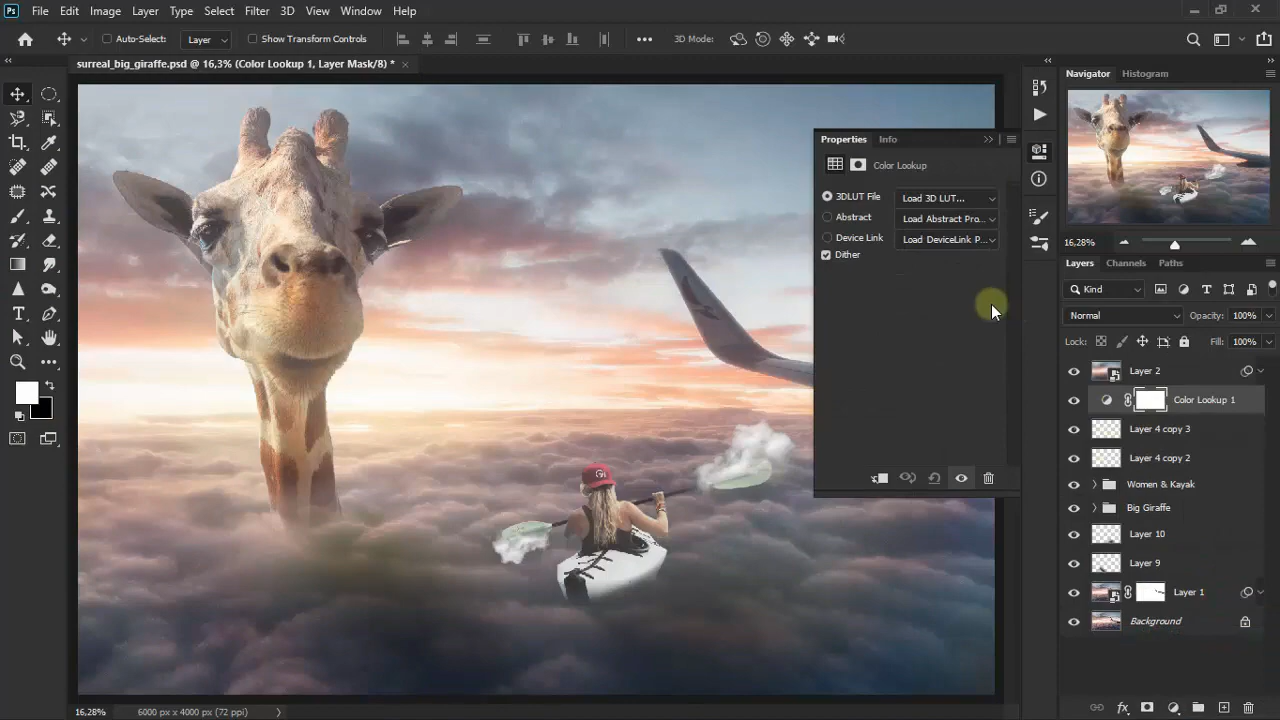 Ps File Edit Image Layer Type Select Filter 3D View Window Help
Auto-Select: Layer Show Transform Controls 3D Mode:
surreal_big_giraffe.psd @ 16,3% (Color Lookup 1, Layer Mask/8) *
Navigator Histogram
Properties Info
Color Lookup
3DLUT File Load 3D LUT...
Abstract Load Abstract Pro...
Device Link Load DeviceLink P...
Dither
16,28%
Layers Channels Paths
Kind
Normal Opacity: 100%
Lock: Fill: 100%
Layer 2
Color Lookup 1
Layer 4 copy 3
Layer 4 copy 2
Women & Kayak
Big Giraffe
Layer 10
Layer 9
Layer 1
Background
16,28% 6000 px x 4000 px (72 ppi)